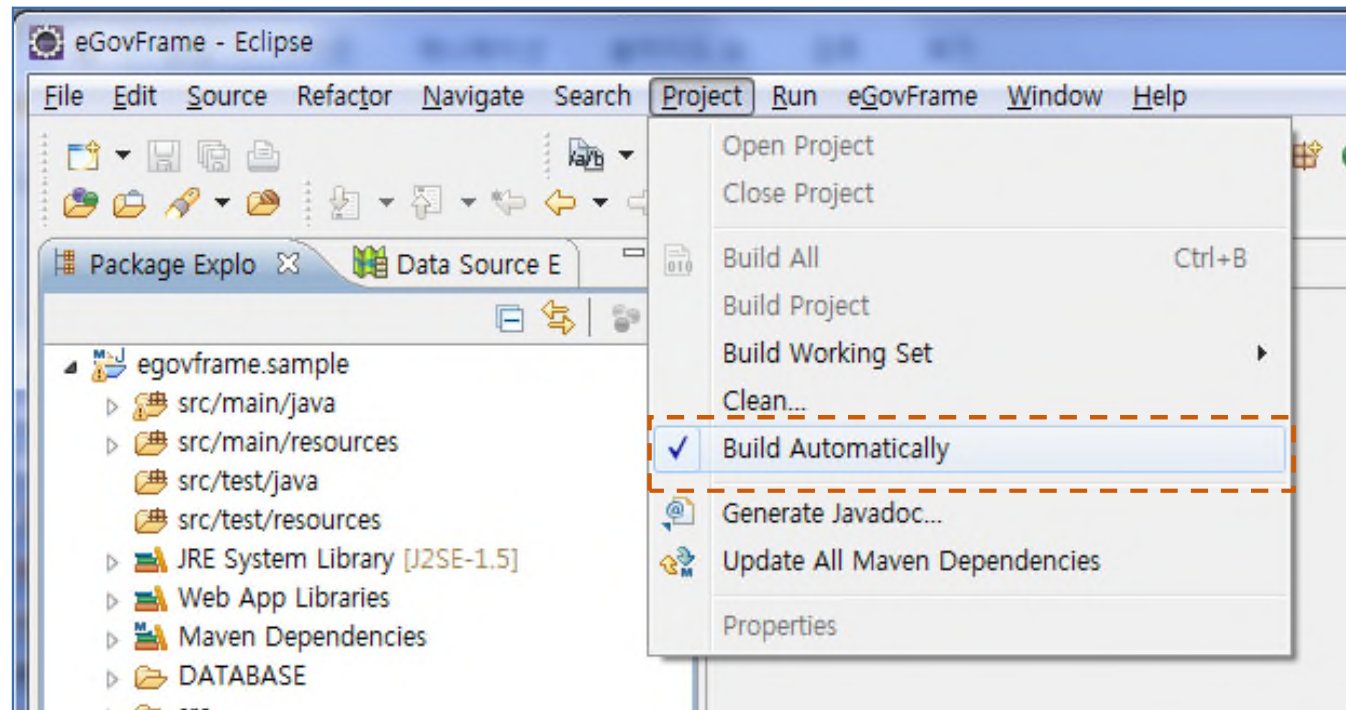 eGovFrame - Eclipse
File Edit Source Refactor Navigate Search Project Run eGovFrame Window Help
Open Project
Close Project
Build All Ctrl+B
Build Project
Build Working Set
Clean...
Build Automatically
Generate Javadoc...
Update All Maven Dependencies
Properties
Package Explo Data Source E
egovframe.sample
src/main/java
src/main/resources
src/test/java
src/test/resources
JRE System Library [J2SE-1.5]
Web App Libraries
Maven Dependencies
DATABASE